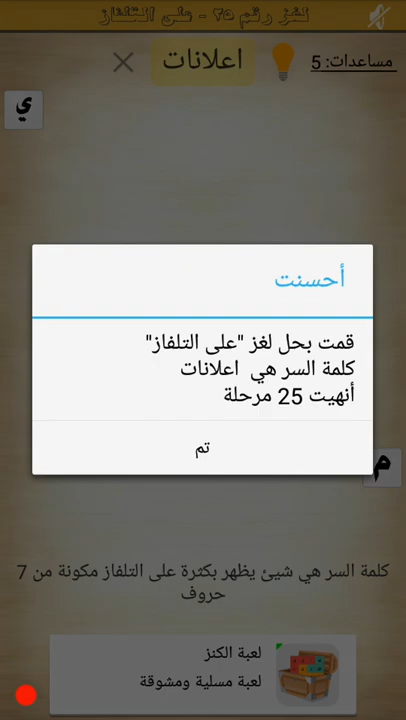 لغز رقم ٢٥ - على التلفاز
مساعدات: 5
اعلانات
ي
أحسنت
قمت بحل لغز "على التلفاز"
كلمة السر هي اعلانات
أنهيت 25 مرحلة
تم
م
كلمة السر هي شيئ يظهر بكثرة على التلفاز مكونة من 7
حروف
لعبة الكنز
لعبة مسلية ومشوقة